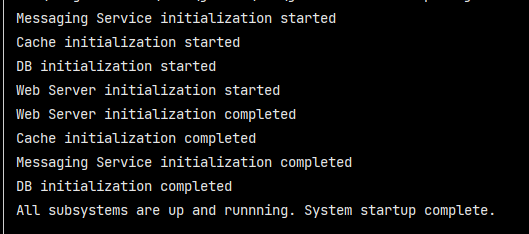 Messaging Service initialization started
Cache initialization started
DB initialization started
Web Server initialization started
Web Server initialization completed
Cache initialization completed
Messaging Service initialization completed
DB initialization completed
All subsystems are up and runnning. System startup complete.